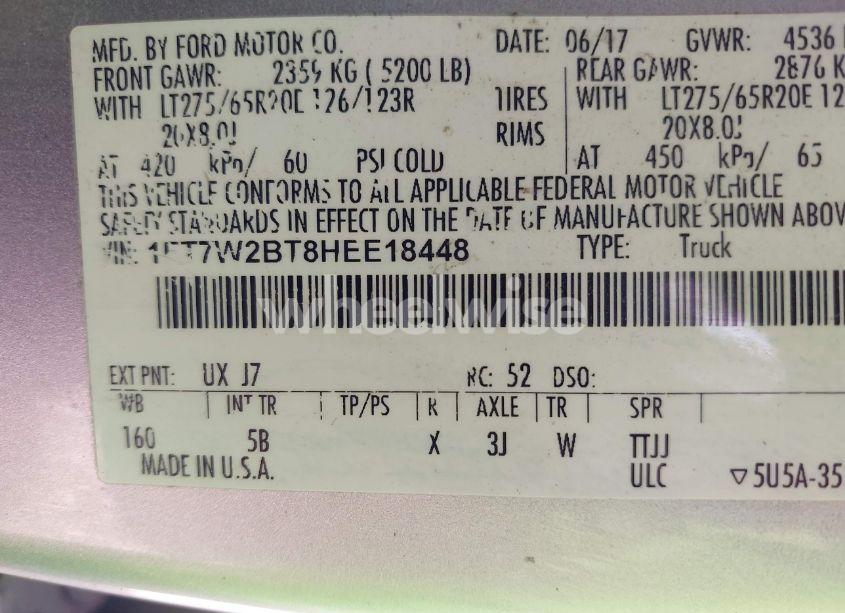 MFD. BY FORD MOTOR CO. DATE: 06/17 GVWR: 4536
FRONT GAWR: 2359 KG ( 5200 LB) REAR GAWR: 2876 K
WITH LT275/65R20E 126/123R TIRES WITH LT275/65R20E 12
20X8.0J RIMS 20X8.0J
AT 420 kPa/ 60 PSI COLD AT 450 kPa/ 65
THIS VEHICLE CONFORMS TO ALL APPLICABLE FEDERAL MOTOR VEHICLE
SAFETY STANDARDS IN EFFECT ON THE DATE OF MANUFACTURE SHOWN ABOV
VIN: 1FT7W2BT8HEE18448 TYPE: Truck
wheelwise
EXT PNT: UX J7 RC: 52 DSO:
WB INT TR TP/PS R AXLE TR SPR
160 5B X 3J W TTJJ
MADE IN U.S.A. ULC ▽5U5A-35